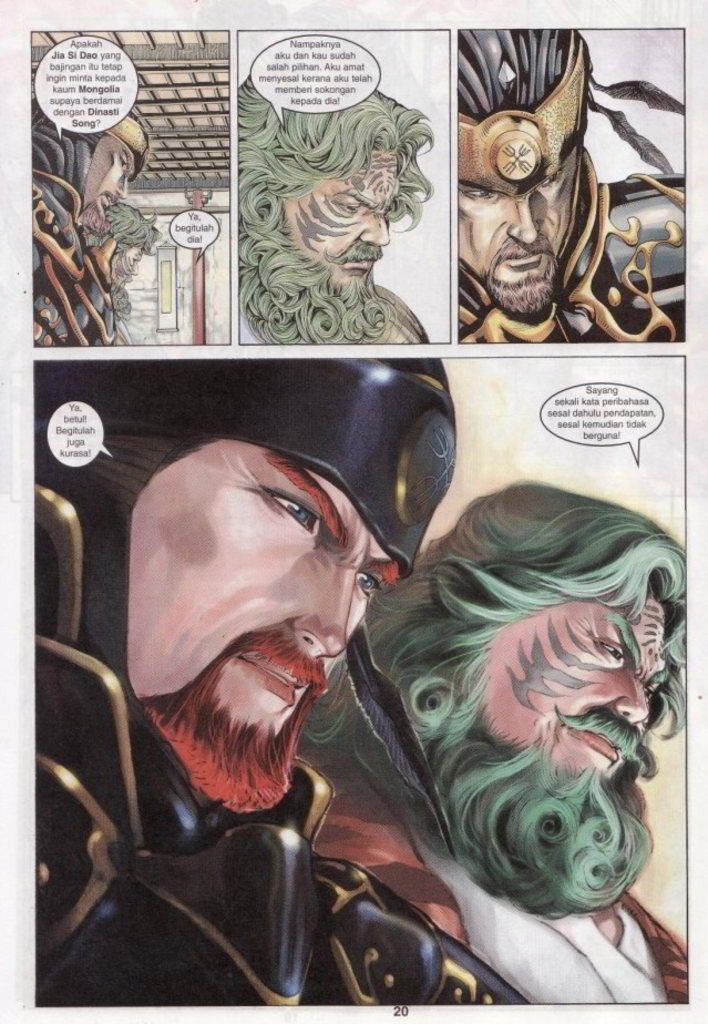 Apakah
Jia Si Dao yang
bajingan itu tetap
ingin minta kepada
kaum Mongolia
supaya berdamai
dengan Dinasti
Song?
Ya,
begitulah
dia!
Nampaknya
aku dan kau sudah
salah pilihan. Aku amat
menyesal kerana aku telah
memberi sokongan
kepada dia!
Ya,
betul!
Begitulah
juga
kurasa!
Sayang
sekali kata peribahasa
sesal dahulu pendapatan,
sesal kemudian tidak
berguna!
20